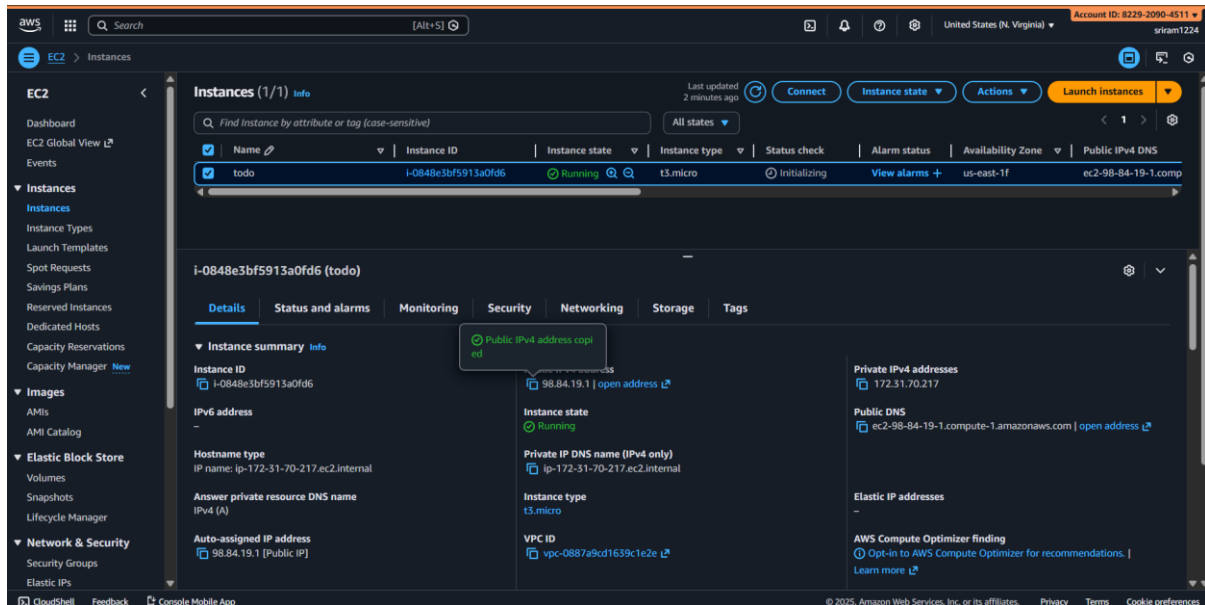 aws
Search
[Alt+S]
United States (N. Virginia)
Account ID: 8229-2090-4511
sriram1224
EC2 > Instances
EC2
Dashboard
EC2 Global View
Events
Instances
Instances
Instance Types
Launch Templates
Spot Requests
Savings Plans
Reserved Instances
Dedicated Hosts
Capacity Reservations
Capacity Manager New
Images
AMIs
AMI Catalog
Elastic Block Store
Volumes
Snapshots
Lifecycle Manager
Network & Security
Security Groups
Elastic IPs
Instances (1/1) Info
Last updated
2 minutes ago
Connect
Instance state
Actions
Launch instances
Find Instance by attribute or tag (case-sensitive)
All states
1
Name
Instance ID
Instance state
Instance type
Status check
Alarm status
Availability Zone
Public IPv4 DNS
todo
i-0848e3bf5913a0fd6
Running
t3.micro
Initializing
View alarms +
us-east-1f
ec2-98-84-19-1.comp
i-0848e3bf5913a0fd6 (todo)
Details
Status and alarms
Monitoring
Security
Networking
Storage
Tags
Public IPv4 address copi
ed
Instance summary Info
Instance ID
i-0848e3bf5913a0fd6
98.84.19.1 | open address
Private IPv4 addresses
172.31.70.217
IPv6 address
–
Instance state
Running
Public DNS
ec2-98-84-19-1.compute-1.amazonaws.com | open address
Hostname type
IP name: ip-172-31-70-217.ec2.internal
Private IP DNS name (IPv4 only)
ip-172-31-70-217.ec2.internal
Answer private resource DNS name
IPv4 (A)
Instance type
t3.micro
Elastic IP addresses
–
Auto-assigned IP address
98.84.19.1 [Public IP]
VPC ID
vpc-0887a9cd1639c1e2e
AWS Compute Optimizer finding
Opt-in to AWS Compute Optimizer for recommendations. |
Learn more
CloudShell
Feedback
Console Mobile App
© 2025, Amazon Web Services, Inc. or its affiliates.
Privacy
Terms
Cookie preferences